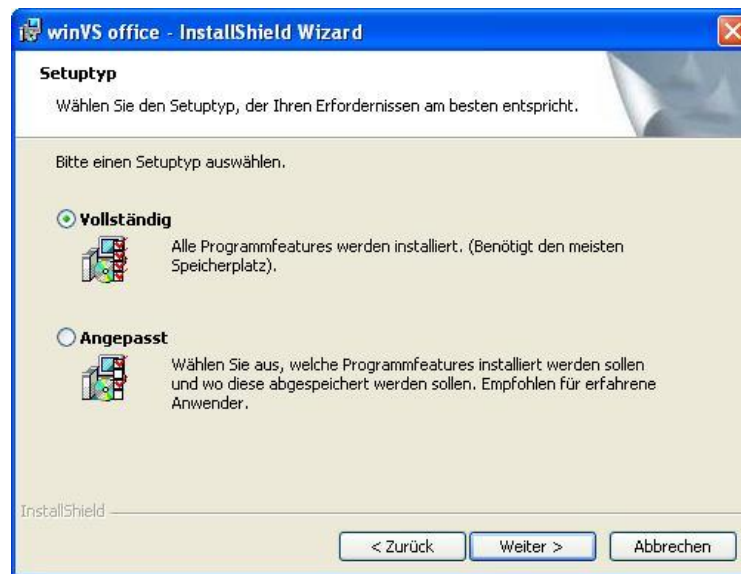 winVS office - InstallShield Wizard
Setuptyp
Wählen Sie den Setuptyp, der Ihren Erfordernissen am besten entspricht.
Bitte einen Setuptyp auswählen.
Vollständig
Alle Programmfeatures werden installiert. (Benötigt den meisten
Speicherplatz).
Angepasst
Wählen Sie aus, welche Programmfeatures installiert werden sollen
und wo diese abgespeichert werden sollen. Empfohlen für erfahrene
Anwender.
InstallShield
< Zurück Weiter > Abbrechen